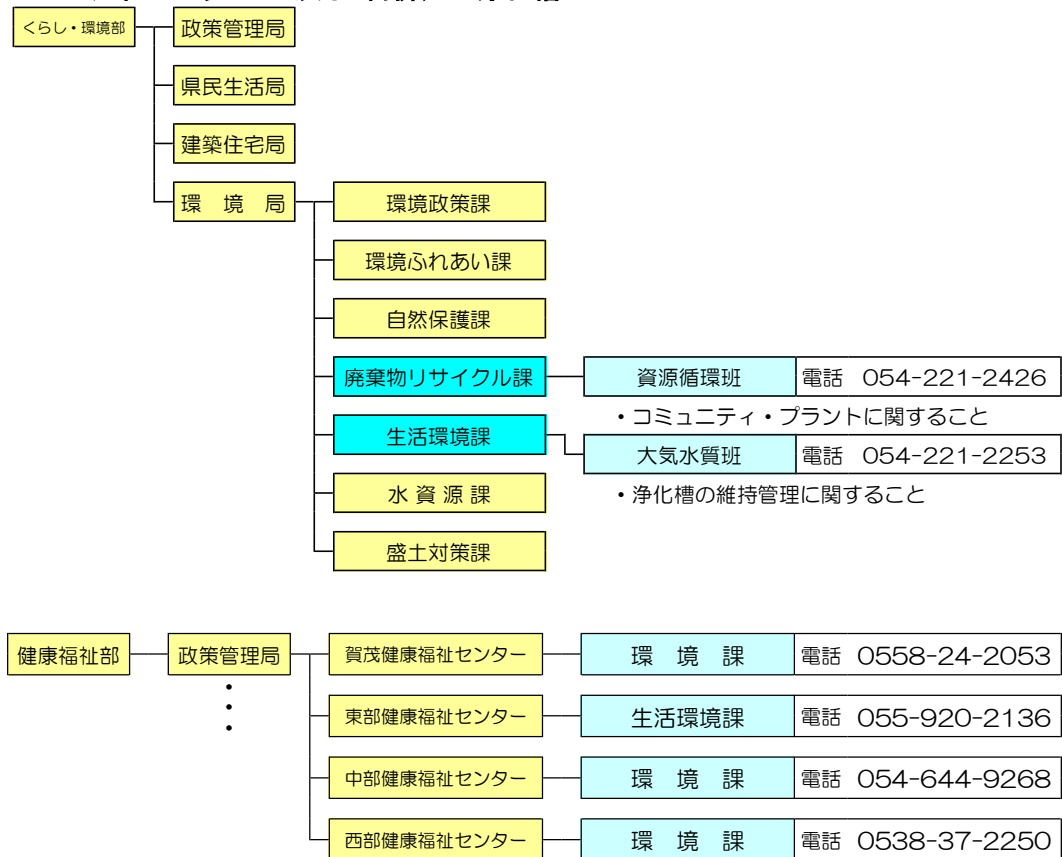 くらし・環境部 政策管理局
県民生活局
建築住宅局
環 境 局 環境政策課
環境ふれあい課
自然保護課
廃棄物リサイクル課 資源循環班 電話 054-221-2426
・コミュニティ・プラントに関すること
生活環境課
大気水質班 電話 054-221-2253
水 資 源 課
・浄化槽の維持管理に関すること
盛土対策課
健康福祉部 政策管理局 賀茂健康福祉センター 環 境 課 電話 0558-24-2053
・
・
・
東部健康福祉センター 生活環境課 電話 055-920-2136
中部健康福祉センター 環 境 課 電話 054-644-9268
西部健康福祉センター 環 境 課 電話 0538-37-2250